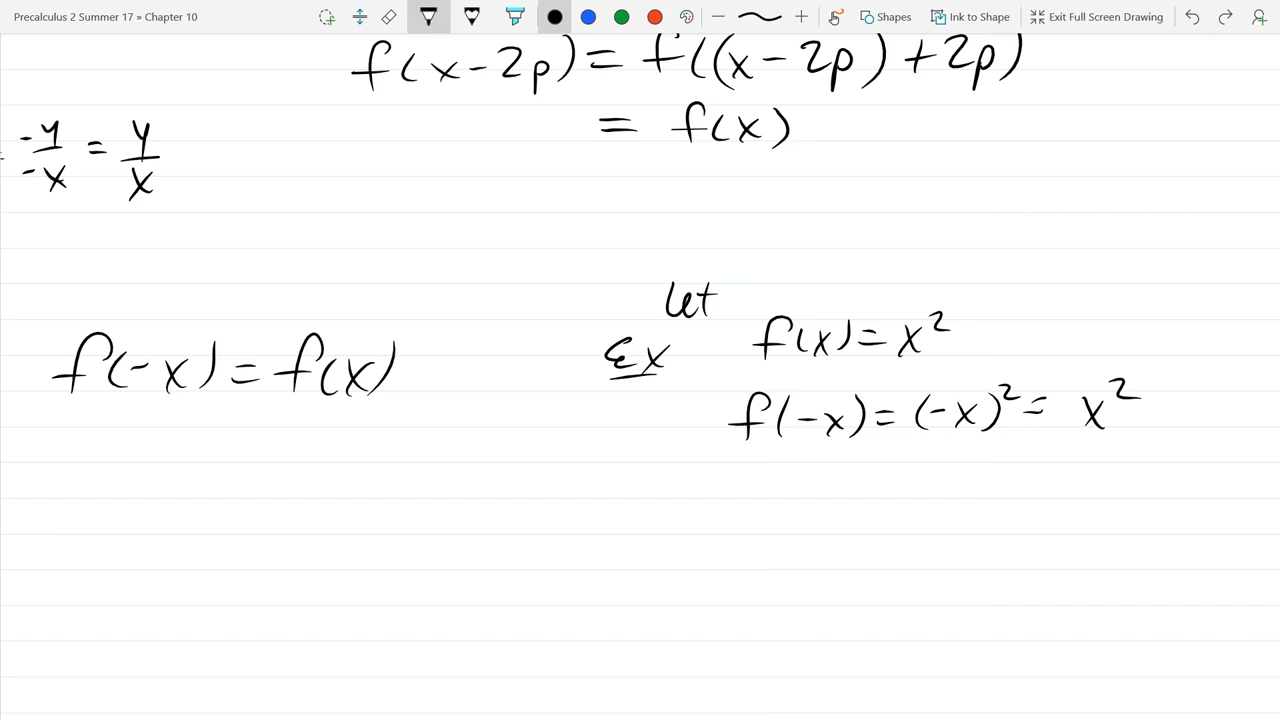 Precalculus 2 Summer 17 » Chapter 10
Shapes
Ink to Shape
Exit Full Screen Drawing
f(x-2p) = f((x-2p)+2p)
= f(x)
= -y/-x = y/x
f(-x) = f(x)
Ex let f(x) = x²
f(-x) = (-x)² = x²